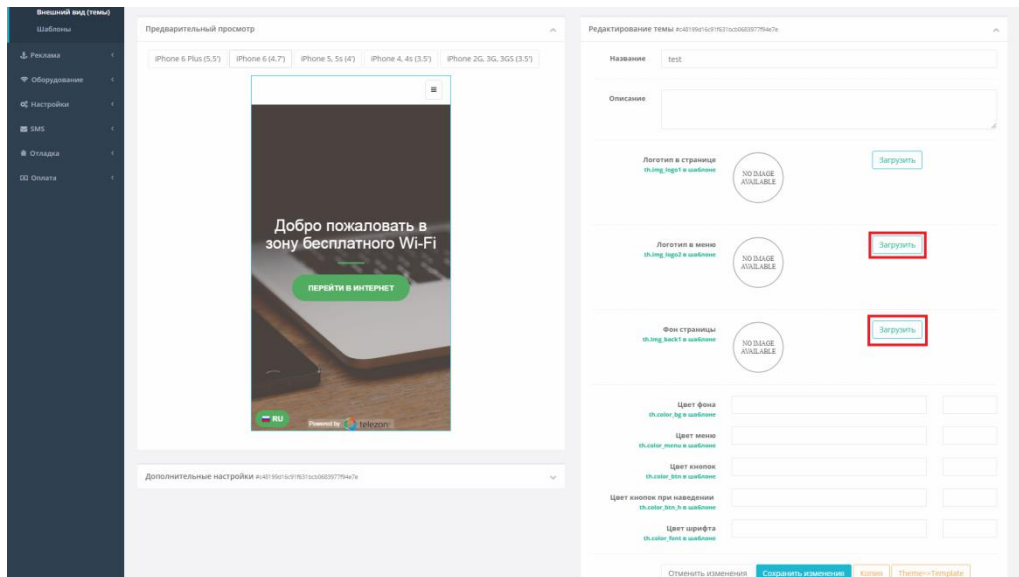 Внешний вид (темы)
Шаблоны
Реклама
Оборудование
Настройки
SMS
Отладка
Оплата
Предварительный просмотр
iPhone 6 Plus (5.5') iPhone 6 (4.7') iPhone 5, 5s (4') iPhone 4, 4s (3.5') iPhone 2G, 3G, 3GS (3.5')
Добро пожаловать в
зону бесплатного Wi-Fi
ПЕРЕЙТИ В ИНТЕРНЕТ
RU
Powered by telezon
Дополнительные настройки
Редактирование темы
Название test
Описание
Логотип в странице
th.img_logo1 в шаблоне
NO IMAGE
AVAILABLE
Загрузить
Логотип в меню
th.img_logo2 в шаблоне
NO IMAGE
AVAILABLE
Загрузить
Фон страницы
th.img_back1 в шаблоне
NO IMAGE
AVAILABLE
Загрузить
Цвет фона
th.color_bg в шаблоне
Цвет меню
th.color_menu в шаблоне
Цвет кнопок
th.color_btn в шаблоне
Цвет кнопок при наведении
th.color_btn_h в шаблоне
Цвет шрифта
th.color_font в шаблоне
Отменить изменения Сохранить изменения Копия Theme=>Template